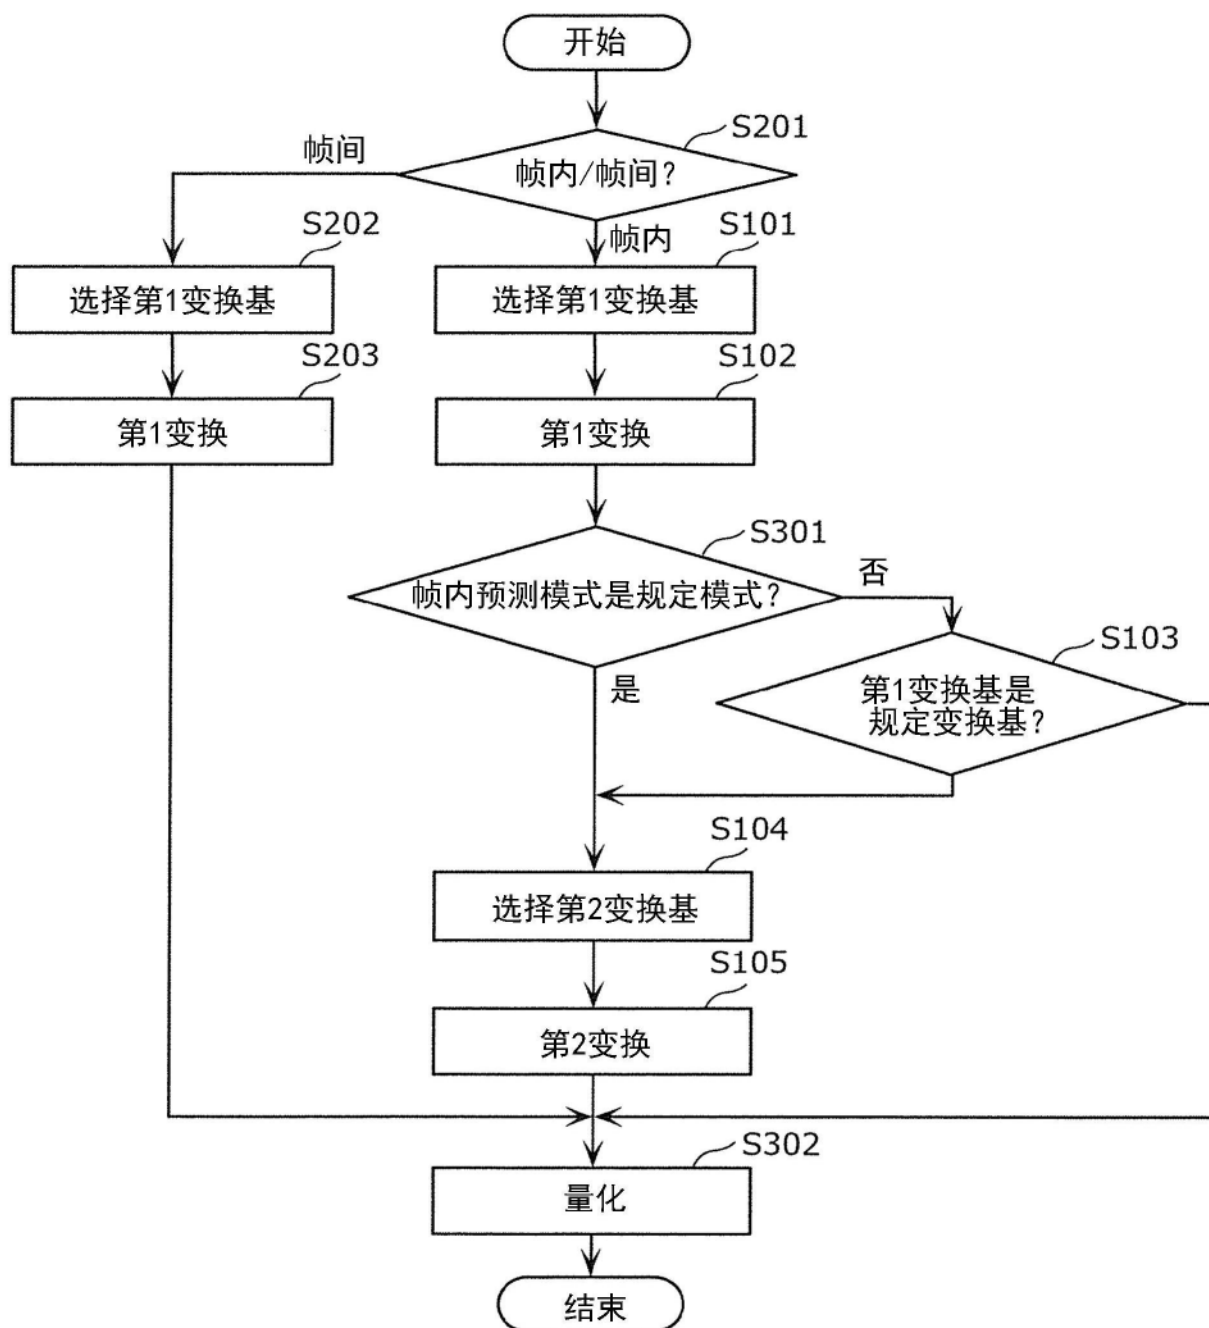 开始
S201
帧内/帧间?
帧间
帧内
S202
选择第1变换基
S101
选择第1变换基
S203
第1变换
S102
第1变换
S301
帧内预测模式是规定模式?
否
是
S103
第1变换基是
规定变换基?
S104
选择第2变换基
S105
第2变换
S302
量化
结束